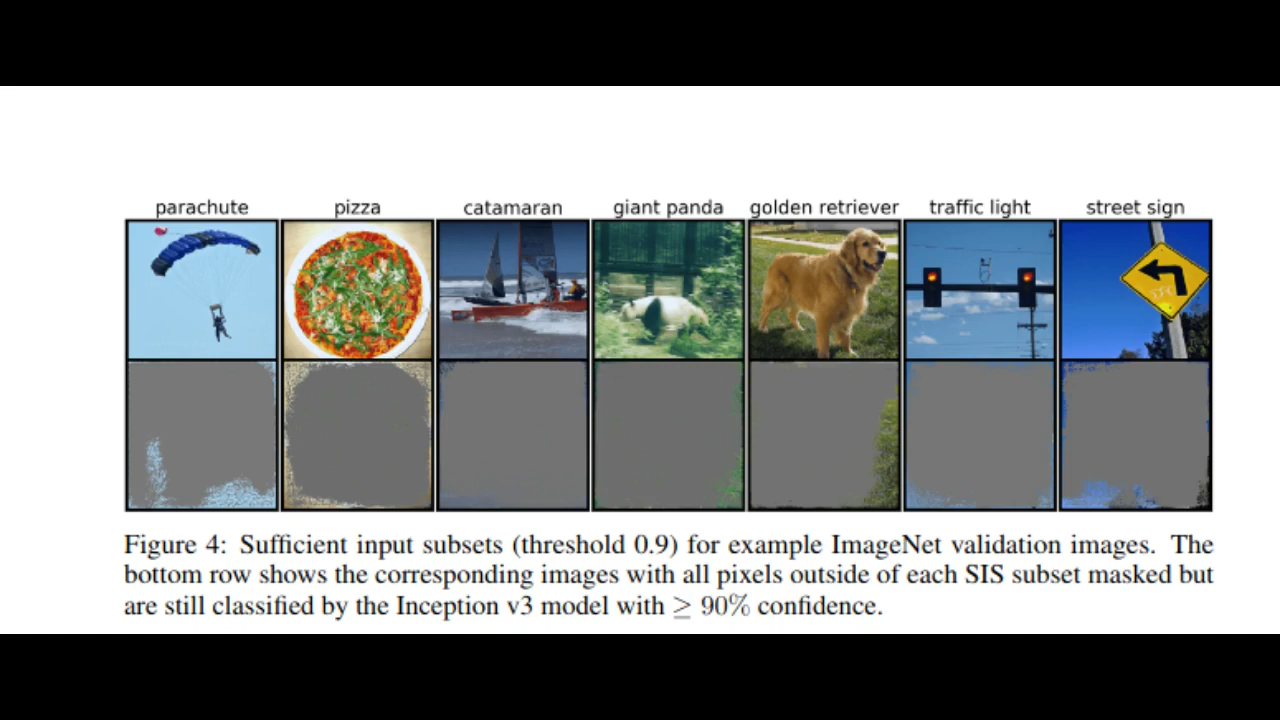 parachute pizza catamaran giant panda golden retriever traffic light street sign
Figure 4: Sufficient input subsets (threshold 0.9) for example ImageNet validation images. The
bottom row shows the corresponding images with all pixels outside of each SIS subset masked but
are still classified by the Inception v3 model with ≥ 90% confidence.